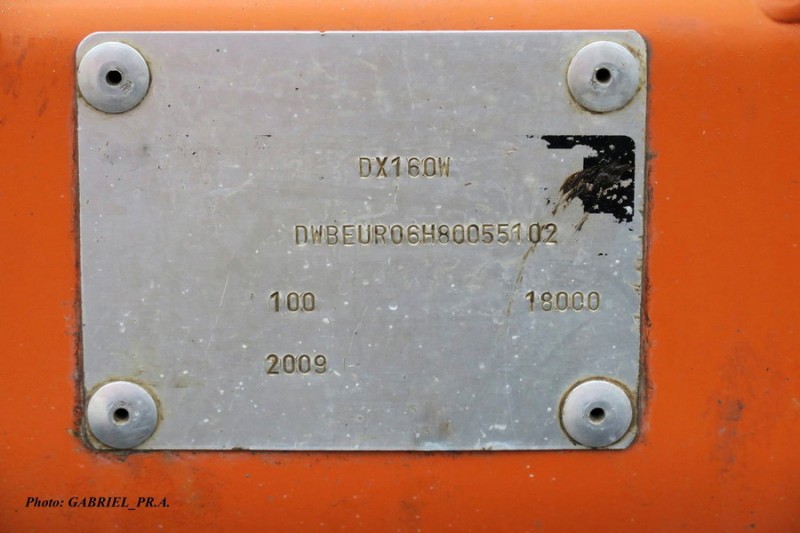 DX160W
DWBEUR06H80055102
100 18000
2009
Photo: GABRIEL_PR.A.